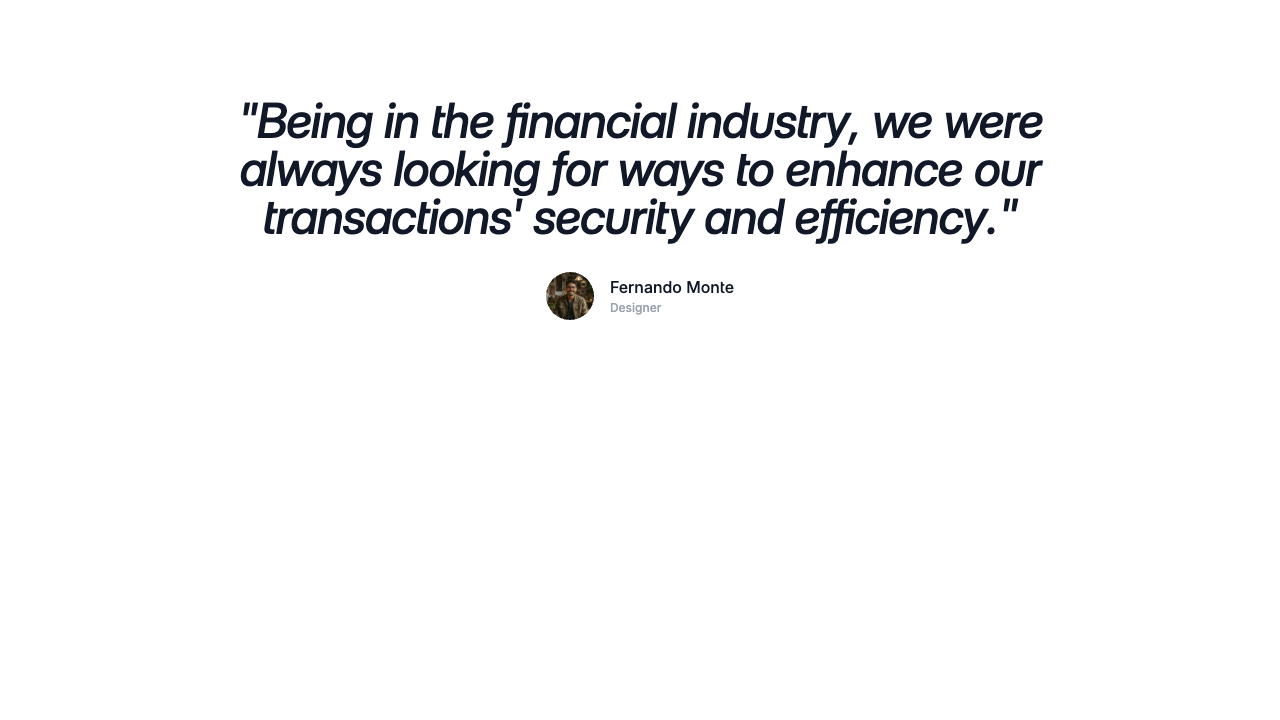 "Being in the financial industry, we were
always looking for ways to enhance our
transactions' security and efficiency."
Fernando Monte
Designer